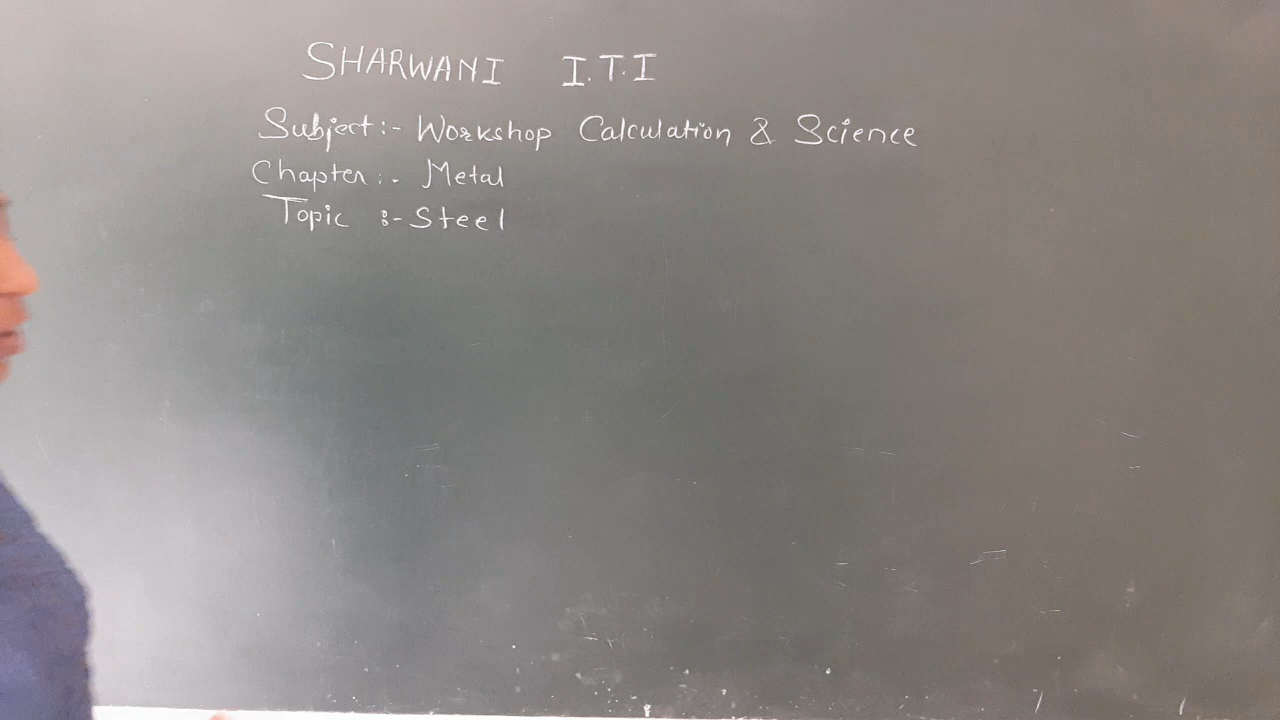 SHARWANI I.T.I
Subject:- Workshop Calculation & Science
Chapter:- Metal
Topic :- Steel